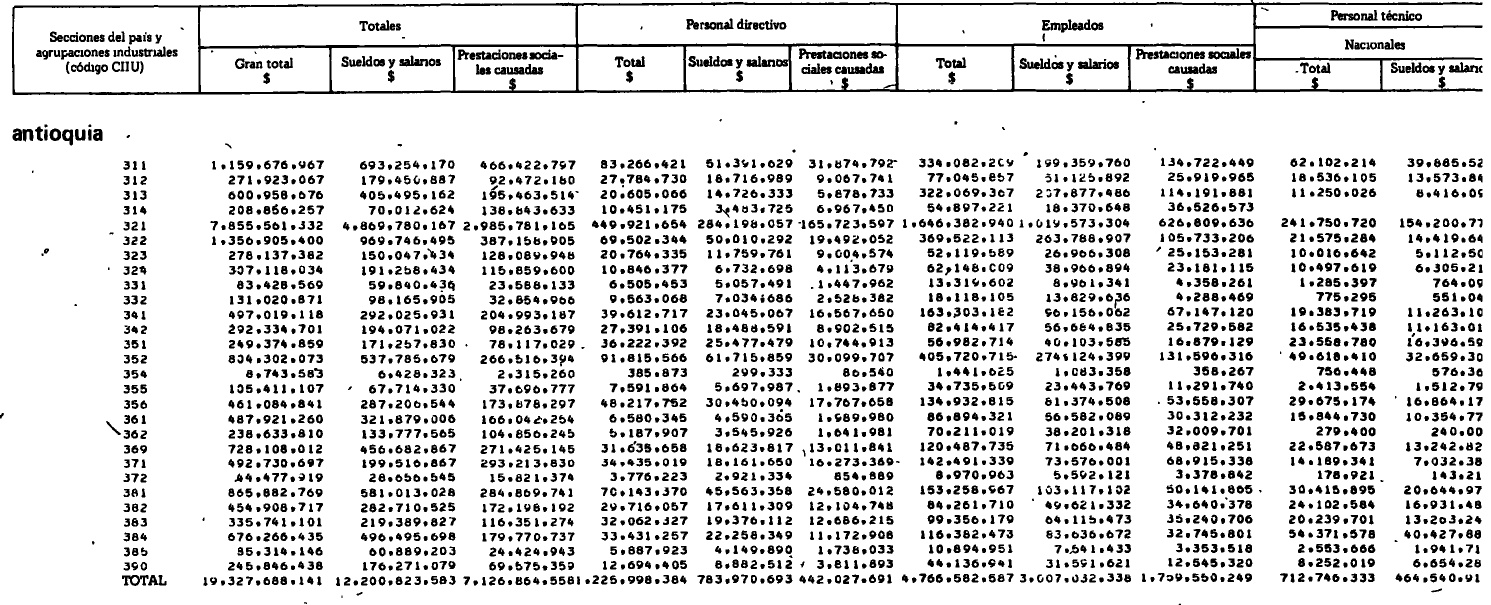 Secciones del país y agrupaciones industriales (código CIIU) Totales Personal directivo Empleados Personal técnico
Nacionales
Gran total $ Sueldos y salarios $ Prestaciones sociales causadas $ Total $ Sueldos y salarios $ Prestaciones sociales causadas $ Total $ Sueldos y salarios $ Prestaciones sociales causadas $ Total $ Sueldos y salario $
antioquia
311 1.159.676.967 693.254.170 466.422.797 83.266.421 51.391.629 31.874.792 334.082.209 199.359.760 134.722.449 62.102.214 39.885.52
312 271.923.067 179.450.887 92.472.180 27.784.730 18.716.989 9.067.741 77.045.857 51.125.892 25.919.965 18.536.105 13.573.84
313 600.958.676 405.495.162 195.463.514 20.605.066 14.726.333 5.878.733 322.069.367 207.877.486 114.191.881 11.250.026 8.416.09
314 208.856.257 70.012.624 138.843.633 10.451.175 3.483.725 6.967.450 54.897.221 18.370.648 36.526.573
321 7.855.561.332 4.869.780.167 2.985.781.165 449.921.654 284.198.057 165.723.597 1.646.382.940 1.019.573.304 626.809.636 241.750.720 154.200.77
322 1.356.905.400 969.746.495 387.158.905 69.502.344 50.010.292 19.492.052 369.522.113 263.788.907 105.733.206 21.575.284 14.419.64
323 278.137.382 150.047.434 128.089.948 20.764.335 11.759.761 9.004.574 52.119.589 26.966.308 25.153.281 10.016.642 5.112.50
324 307.118.034 191.258.434 115.859.600 10.846.377 6.732.698 4.113.679 62.148.009 38.966.894 23.181.115 10.497.619 6.305.21
331 83.428.569 59.840.436 23.588.133 6.505.453 5.057.491 1.447.962 13.319.602 8.961.341 4.358.261 1.285.397 764.09
332 131.020.871 98.165.905 32.854.966 9.563.068 7.034.686 2.528.382 18.118.105 13.829.636 4.288.469 775.295 551.04
341 497.019.118 292.025.931 204.993.187 39.612.717 23.045.067 16.567.650 163.303.182 96.156.062 67.147.120 19.383.719 11.263.10
342 292.334.701 194.071.022 98.263.679 27.391.106 18.488.591 8.902.515 82.414.417 56.684.835 25.729.582 16.535.438 11.163.01
351 249.374.859 171.257.830 78.117.029 36.222.392 25.477.479 10.744.913 56.982.714 40.103.585 16.879.129 23.558.780 16.396.59
352 804.302.073 537.785.679 266.516.394 91.815.566 61.715.859 30.099.707 405.720.715 274.124.399 131.596.316 49.618.410 32.659.30
354 8.743.583 6.428.323 2.315.260 385.873 299.333 86.540 1.441.625 1.083.358 358.267 756.448 576.36
355 105.411.107 67.714.330 37.696.777 7.591.864 5.697.987 1.893.877 34.735.509 23.443.769 11.291.740 2.413.554 1.512.79
356 461.084.841 287.206.544 173.878.297 48.217.752 30.450.094 17.767.658 134.932.815 81.374.508 53.558.307 29.675.174 16.864.17
361 487.921.260 321.879.006 166.042.254 6.580.345 4.590.365 1.989.980 86.894.321 56.582.089 30.312.232 15.844.730 10.354.77
362 238.633.810 133.777.565 104.856.245 5.187.907 3.545.926 1.641.981 70.211.019 38.201.318 32.009.701 279.400 240.00
369 728.108.012 456.682.867 271.425.145 31.635.658 18.623.817 13.011.841 120.487.735 71.666.484 48.821.251 22.587.673 13.242.82
371 492.730.697 199.516.867 293.213.830 34.435.019 18.161.650 16.273.369 142.491.339 73.576.001 68.915.338 14.189.341 7.032.38
372 44.477.919 28.656.545 15.821.374 3.776.223 2.921.334 854.889 8.970.963 5.592.121 3.378.842 178.921 143.21
381 865.882.769 581.013.028 284.869.741 70.143.370 45.563.358 24.580.012 153.258.967 103.117.102 50.141.865 30.415.895 20.644.97
382 454.908.717 282.710.525 172.198.192 29.716.057 17.611.309 12.104.748 84.261.710 49.621.332 34.640.378 24.102.584 16.931.48
383 335.741.101 219.389.827 116.351.274 32.062.327 19.376.112 12.686.215 99.356.179 64.115.473 35.240.706 20.239.701 13.203.24
384 676.266.435 496.495.698 179.770.737 33.431.257 22.258.349 11.172.908 116.382.473 83.636.672 32.745.801 54.371.578 40.427.88
385 85.314.146 60.889.203 24.424.943 5.887.923 4.149.890 1.738.033 10.894.951 7.541.433 3.353.518 2.553.666 1.941.71
390 245.846.438 176.271.079 69.575.359 12.694.405 8.882.512 3.811.893 44.136.941 31.591.621 12.545.320 8.252.019 6.654.28
TOTAL 19.327.688.141 12.200.823.583 7.126.864.558 1.225.998.384 783.970.693 442.027.691 4.766.582.587 3.007.032.338 1.759.550.249 712.746.333 464.540.91